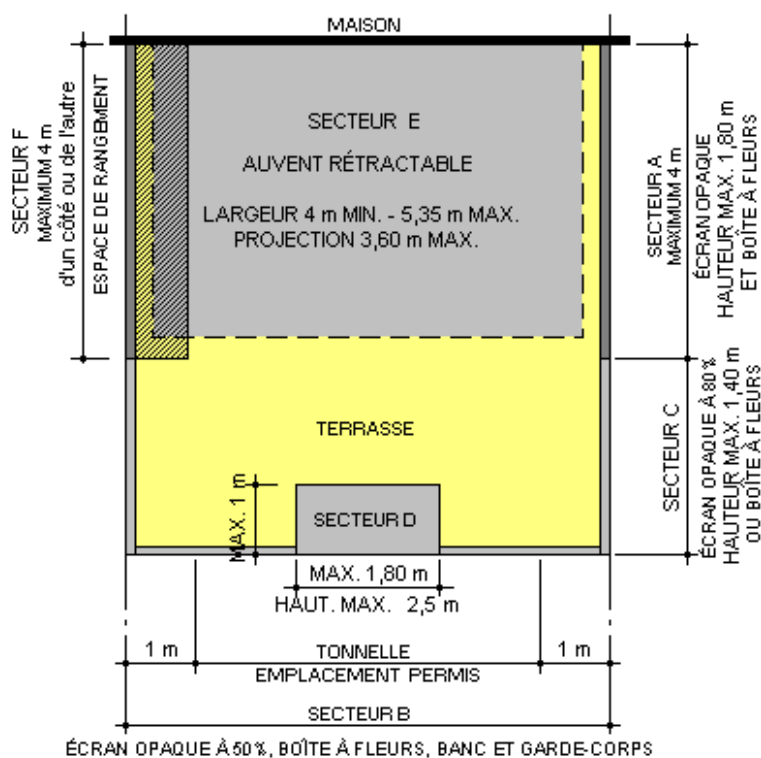 MAISON
SECTEUR F
MAXIMUM 4 m
d'un côté ou de l'autre
ESPACE DE RANGEMENT
SECTEUR E
AUVENT RÉTRACTABLE
LARGEUR 4 m MIN. - 5,35 m MAX.
PROJECTION 3,60 m MAX.
SECTEUR A
MAXIMUM 4 m
ÉCRAN OPAQUE
HAUTEUR MAX. 1,80 m
ET BOÎTE À FLEURS
TERRASSE
SECTEUR C
ÉCRAN OPAQUE À 80%
HAUTEUR MAX. 1,40 m
OU BOÎTE À FLEURS
MAX. 1 m
SECTEUR D
MAX. 1,80 m
HAUT. MAX. 2,5 m
1 m
TONNELLE
1 m
EMPLACEMENT PERMIS
SECTEUR B
ÉCRAN OPAQUE À 50%, BOÎTE À FLEURS, BANC ET GARDE-CORPS